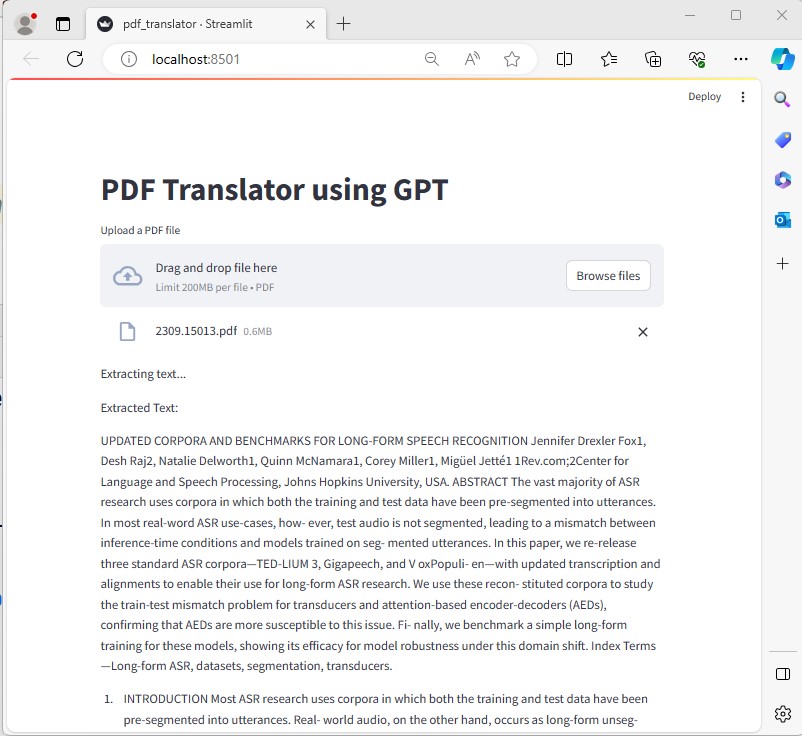 pdf_translator · Streamlit
localhost:8501
Deploy
PDF Translator using GPT
Upload a PDF file
Drag and drop file here
Limit 200MB per file • PDF
Browse files
2309.15013.pdf 0.6MB
Extracting text...
Extracted Text:
UPDATED CORPORA AND BENCHMARKS FOR LONG-FORM SPEECH RECOGNITION Jennifer Drexler Fox1,
Desh Raj2, Natalie Delworth1, Quinn McNamara1, Corey Miller1, Migüel Jetté1 1Rev.com;2Center for
Language and Speech Processing, Johns Hopkins University, USA. ABSTRACT The vast majority of ASR
research uses corpora in which both the training and test data have been pre-segmented into utterances.
In most real-word ASR use-cases, how- ever, test audio is not segmented, leading to a mismatch between
inference-time conditions and models trained on seg- mented utterances. In this paper, we re-release
three standard ASR corpora—TED-LIUM 3, Gigapeech, and V oxPopuli- en—with updated transcription and
alignments to enable their use for long-form ASR research. We use these recon- stituted corpora to study
the train-test mismatch problem for transducers and attention-based encoder-decoders (AEDs),
confirming that AEDs are more susceptible to this issue. Fi- nally, we benchmark a simple long-form
training for these models, showing its efficacy for model robustness under this domain shift. Index Terms
—Long-form ASR, datasets, segmentation, transducers.
1. INTRODUCTION Most ASR research uses corpora in which both the training and test data have been
pre-segmented into utterances. Real- world audio, on the other hand, occurs as long-form unseg-